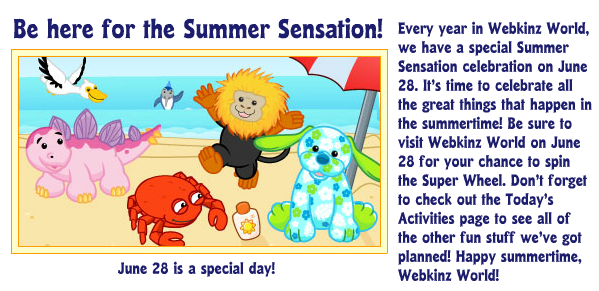 Be here for the Summer Sensation!
June 28 is a special day!
Every year in Webkinz World,
we have a special Summer
Sensation celebration on June
28. It's time to celebrate all
the great things that happen in
the summertime! Be sure to
visit Webkinz World on June
28 for your chance to spin
the Super Wheel. Don't forget
to check out the Today's
Activities page to see all of
the other fun stuff we've got
planned! Happy summertime,
Webkinz World!